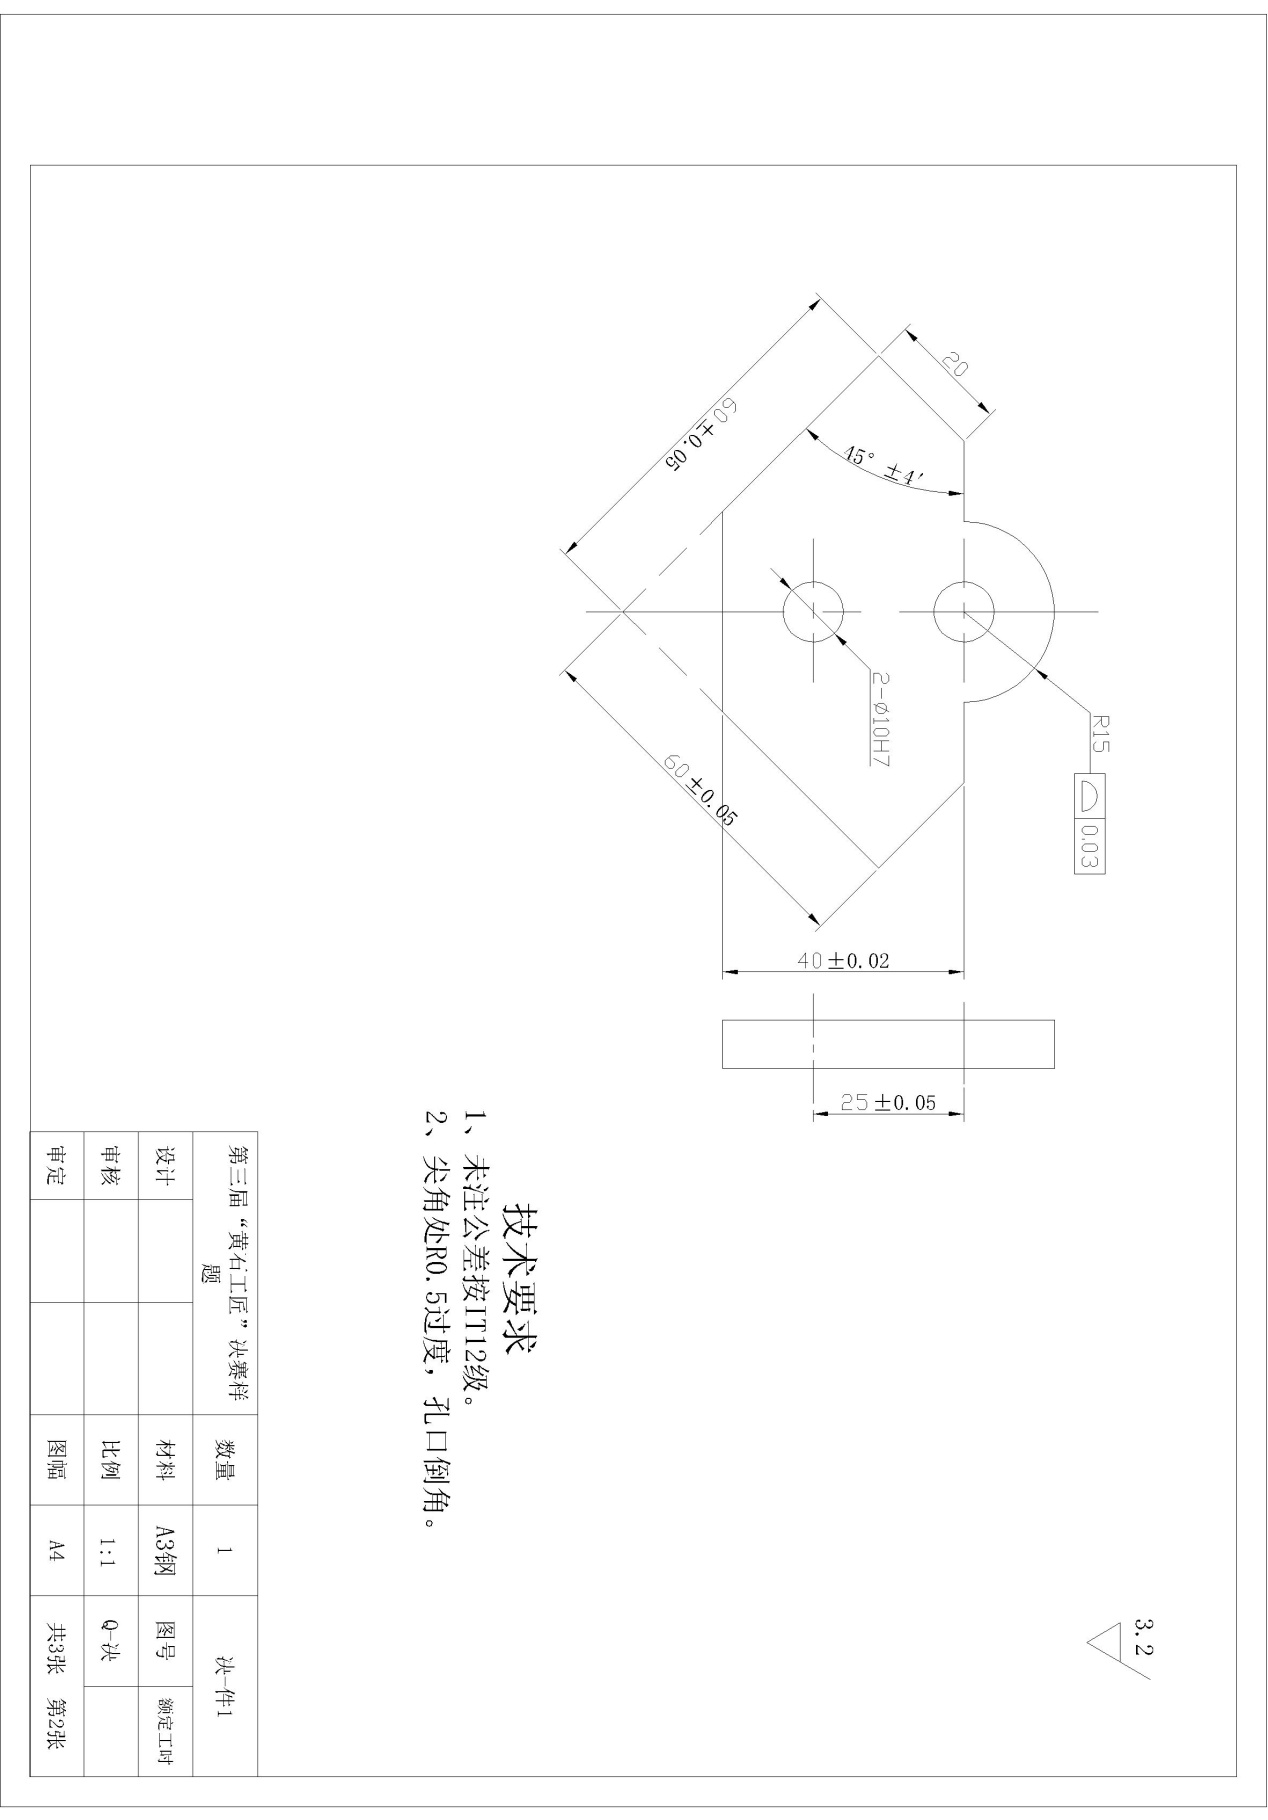 3.2
R15
0.03
20
45°±4′
60±0.05
2-ø10H7
60±0.05
40±0.02
25±0.05
技术要求
1、未注公差按IT12级。
2、尖角处R0.5过度，孔口倒角。
第三届“黄石工匠”决赛样
题
数量
1
决-件1
设计
材料
A3钢
图号
额定工时
审核
比例
1:1
Q-决
审定
图幅
A4
共3张 第2张